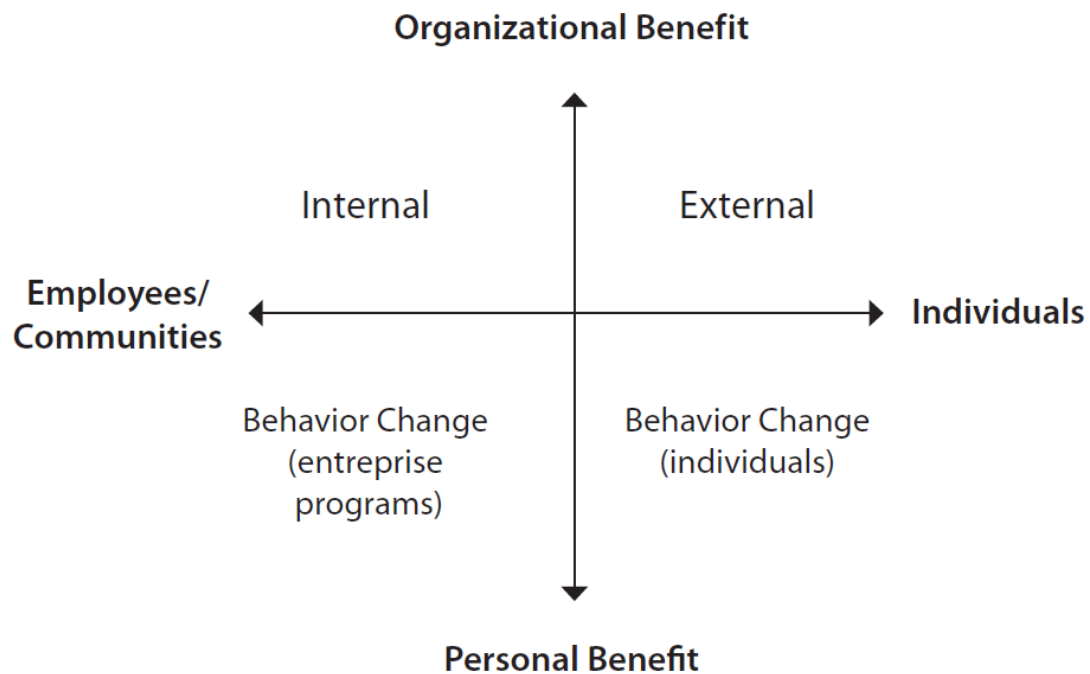 Organizational Benefit
Internal
External
Employees/
Communities
Individuals
Behavior Change
(entreprise
programs)
Behavior Change
(individuals)
Personal Benefit